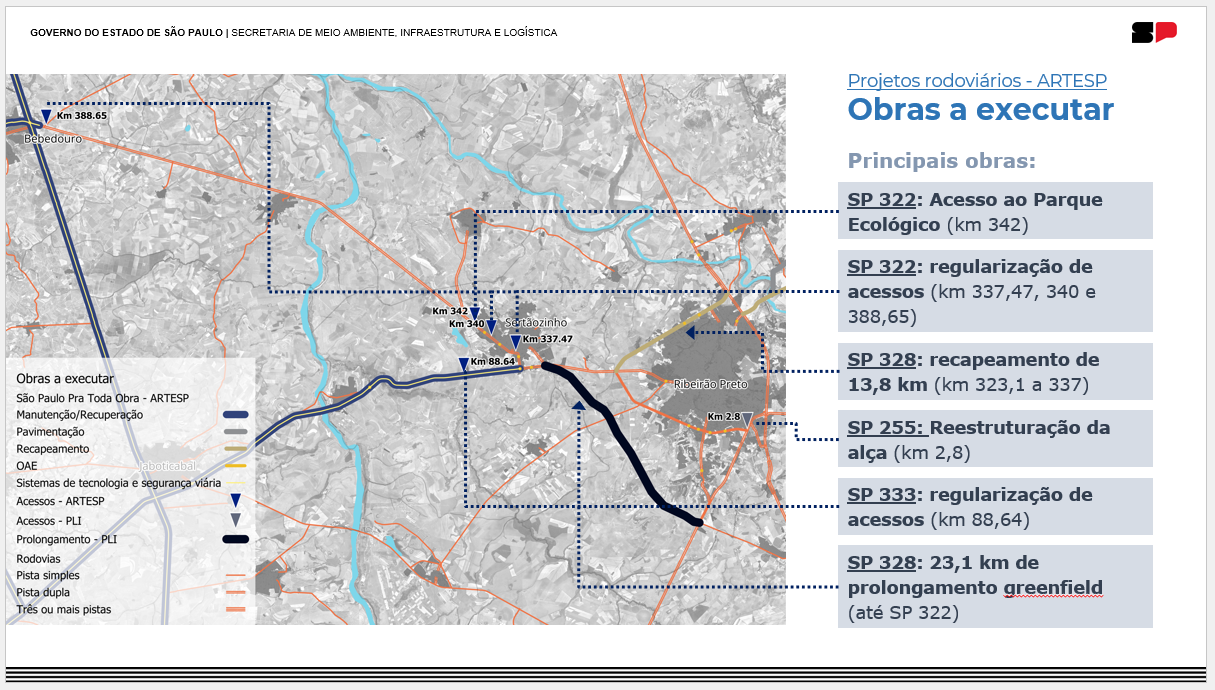 GOVERNO DO ESTADO DE SÃO PAULO | SECRETARIA DE MEIO AMBIENTE, INFRAESTRUTURA E LOGÍSTICA
SP
Projetos rodoviários - ARTESP
Obras a executar
Principais obras:
SP 322: Acesso ao Parque
Ecológico (km 342)
SP 322: regularização de
acessos (km 337,47, 340 e
388,65)
SP 328: recapeamento de
13,8 km (km 323,1 a 337)
SP 255: Reestruturação da
alça (km 2,8)
SP 333: regularização de
acessos (km 88,64)
SP 328: 23,1 km de
prolongamento greenfield
(até SP 322)
Km 388.65
Bebedouro
Km 342
Km 340
Sertãozinho
Km 337.47
Km 88.64
Ribeirão Preto
Km 2.8
Jaboticabal
Obras a executar
São Paulo Pra Toda Obra - ARTESP
Manutenção/Recuperação
Pavimentação
Recapeamento
OAE
Sistemas de tecnologia e segurança viária
Acessos - ARTESP
Acessos - PLI
Prolongamento - PLI
Rodovias
Pista simples
Pista dupla
Três ou mais pistas